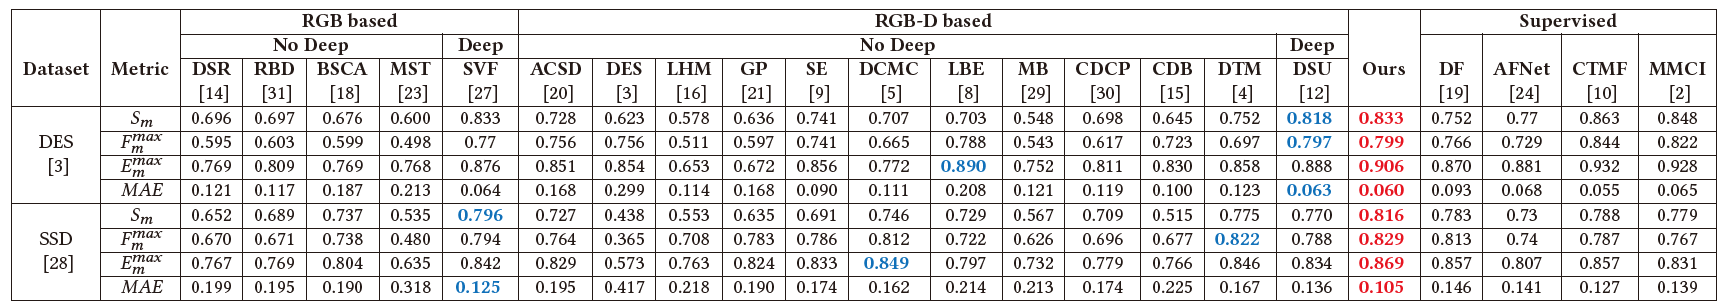 RGB based RGB-D based Supervised
No Deep Deep No Deep Deep
Dataset Metric DSR RBD BSCA MST SVF ACSD DES LHM GP SE DCMC LBE MB CDCP CDB DTM DSU Ours DF AFNet CTMF MMCI
[14] [31] [18] [23] [27] [20] [3] [16] [21] [9] [5] [8] [29] [30] [15] [4] [12] [19] [24] [10] [2]
DES [3] S_m 0.696 0.697 0.676 0.600 0.833 0.728 0.623 0.578 0.636 0.741 0.707 0.703 0.548 0.698 0.645 0.752 0.818 0.833 0.752 0.77 0.863 0.848
F_m^max 0.595 0.603 0.599 0.498 0.77 0.756 0.756 0.511 0.597 0.741 0.665 0.788 0.543 0.617 0.723 0.697 0.797 0.799 0.766 0.729 0.844 0.822
E_m^max 0.769 0.809 0.769 0.768 0.876 0.851 0.854 0.653 0.672 0.856 0.772 0.890 0.752 0.811 0.830 0.858 0.888 0.906 0.870 0.881 0.932 0.928
MAE 0.121 0.117 0.187 0.213 0.064 0.168 0.299 0.114 0.168 0.090 0.111 0.208 0.121 0.119 0.100 0.123 0.063 0.060 0.093 0.068 0.055 0.065
SSD [28] S_m 0.652 0.689 0.737 0.535 0.796 0.727 0.438 0.553 0.635 0.691 0.746 0.729 0.567 0.709 0.515 0.775 0.770 0.816 0.783 0.73 0.788 0.779
F_m^max 0.670 0.671 0.738 0.480 0.794 0.764 0.365 0.708 0.783 0.786 0.812 0.722 0.626 0.696 0.677 0.822 0.788 0.829 0.813 0.74 0.787 0.767
E_m^max 0.767 0.769 0.804 0.635 0.842 0.829 0.573 0.763 0.824 0.833 0.849 0.797 0.732 0.779 0.766 0.846 0.834 0.869 0.857 0.807 0.857 0.831
MAE 0.199 0.195 0.190 0.318 0.125 0.195 0.417 0.218 0.190 0.174 0.162 0.214 0.213 0.174 0.225 0.167 0.136 0.105 0.146 0.141 0.127 0.139